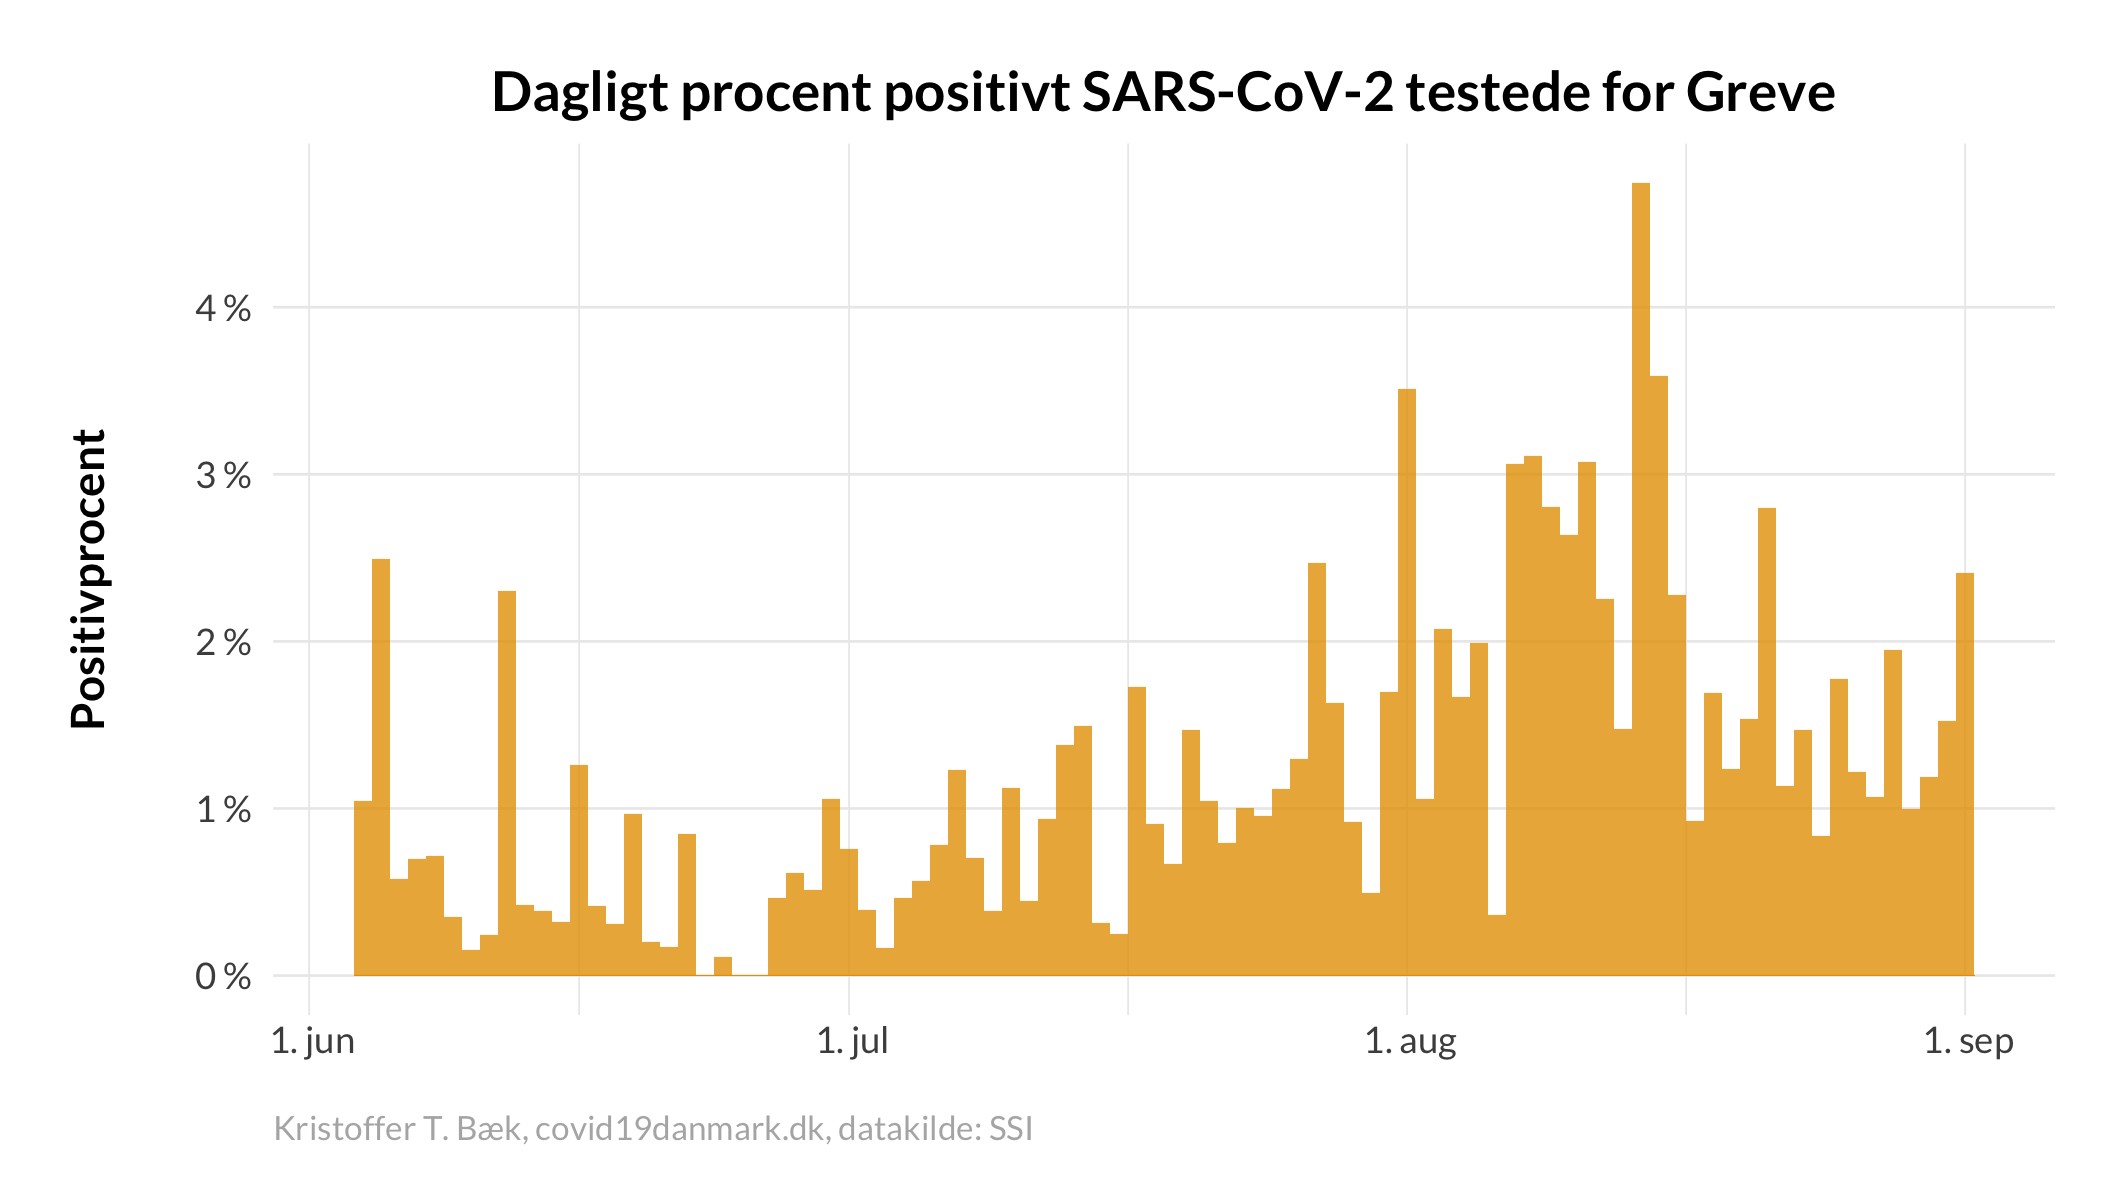 Dagligt procent positivt SARS-CoV-2 testede for Greve
Positivprocent
4 %
3 %
2 %
1 %
0 %
1. jun
1. jul
1. aug
1. sep
Kristoffer T. Bæk, covid19danmark.dk, datakilde: SSI